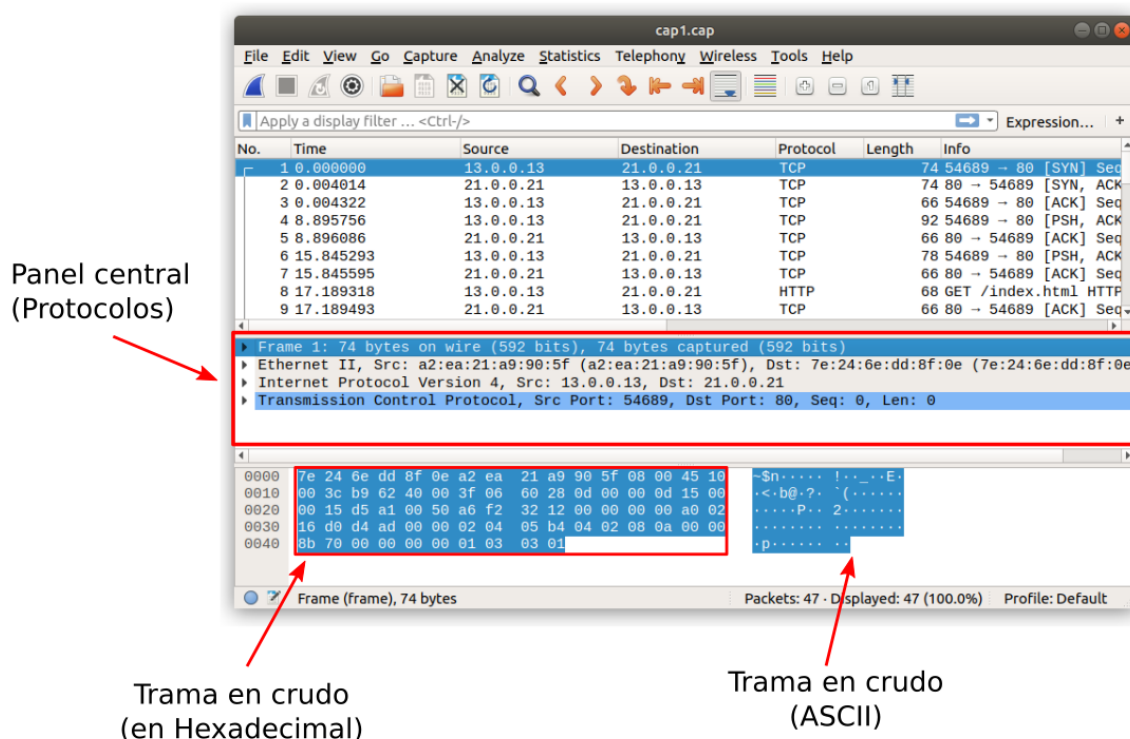 cap1.cap
File Edit View Go Capture Analyze Statistics Telephony Wireless Tools Help
Apply a display filter ... <Ctrl-/> Expression... +
No. Time Source Destination Protocol Length Info
1 0.000000 13.0.0.13 21.0.0.21 TCP 74 54689 → 80 [SYN] Seq
2 0.004014 21.0.0.21 13.0.0.13 TCP 74 80 → 54689 [SYN, ACK
3 0.004322 13.0.0.13 21.0.0.21 TCP 66 54689 → 80 [ACK] Seq
4 8.895756 13.0.0.13 21.0.0.21 TCP 92 54689 → 80 [PSH, ACK
5 8.896086 21.0.0.21 13.0.0.13 TCP 66 80 → 54689 [ACK] Seq
6 15.845293 13.0.0.13 21.0.0.21 TCP 78 54689 → 80 [PSH, ACK
7 15.845595 21.0.0.21 13.0.0.13 TCP 66 80 → 54689 [ACK] Seq
8 17.189318 13.0.0.13 21.0.0.21 HTTP 68 GET /index.html HTTP
9 17.189493 21.0.0.21 13.0.0.13 TCP 66 80 → 54689 [ACK] Seq
Panel central
(Protocolos)
Frame 1: 74 bytes on wire (592 bits), 74 bytes captured (592 bits)
Ethernet II, Src: a2:ea:21:a9:90:5f (a2:ea:21:a9:90:5f), Dst: 7e:24:6e:dd:8f:0e (7e:24:6e:dd:8f:0e
Internet Protocol Version 4, Src: 13.0.0.13, Dst: 21.0.0.21
Transmission Control Protocol, Src Port: 54689, Dst Port: 80, Seq: 0, Len: 0
0000 7e 24 6e dd 8f 0e a2 ea 21 a9 90 5f 08 00 45 10 ~$n····· !··_··E·
0010 00 3c b9 62 40 00 3f 06 60 28 0d 00 00 0d 15 00 ·<·b@·?· `(······
0020 00 15 d5 a1 00 50 a6 f2 32 12 00 00 00 00 a0 02 ·····P·· 2·······
0030 16 d0 d4 ad 00 00 02 04 05 b4 04 02 08 0a 00 00 ········ ········
0040 8b 70 00 00 00 00 01 03 03 01 ·p······ ··
Frame (frame), 74 bytes Packets: 47 · Displayed: 47 (100.0%) Profile: Default
Trama en crudo
(en Hexadecimal)
Trama en crudo
(ASCII)